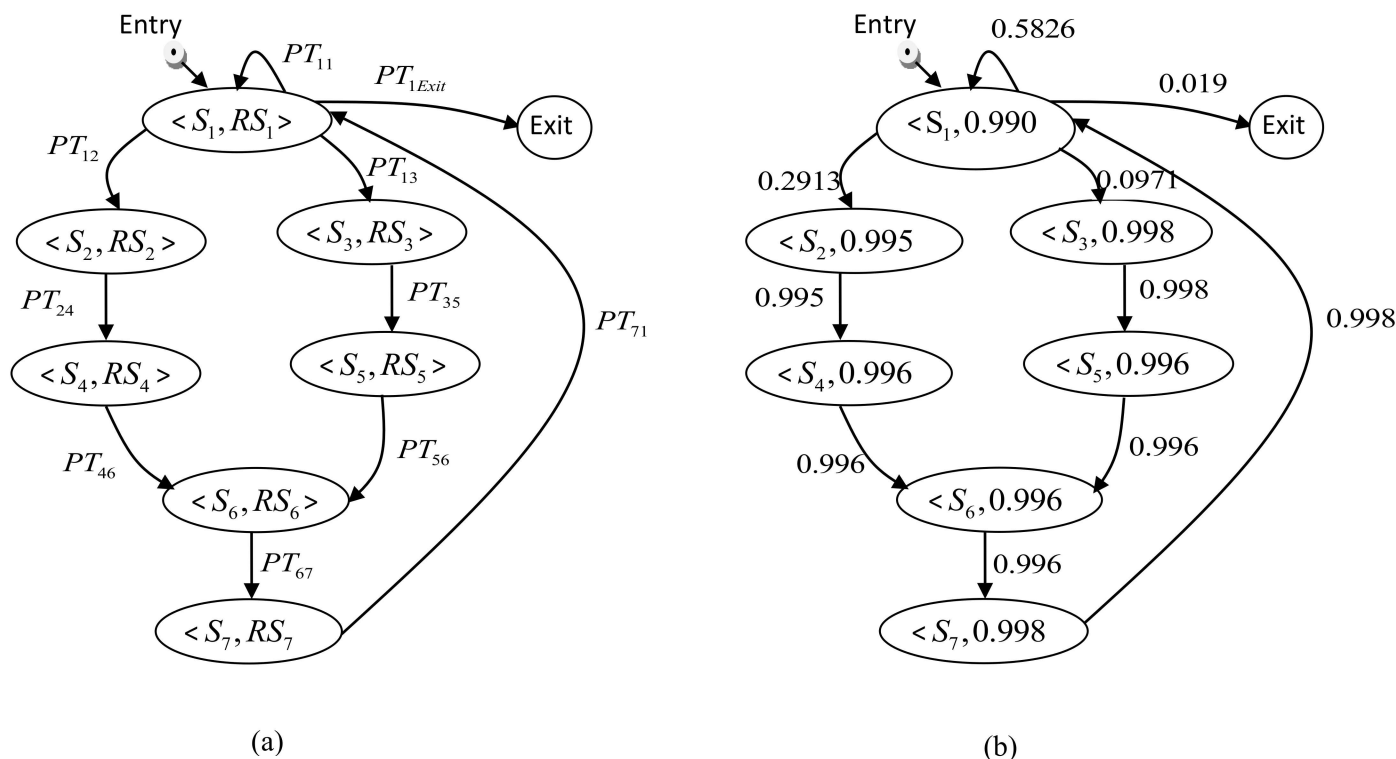 Entry
PT11
PT1Exit
< S1, RS1 >
Exit
PT12
PT13
< S2, RS2 >
< S3, RS3 >
PT24
PT35
PT71
< S4, RS4 >
< S5, RS5 >
PT46
PT56
< S6, RS6 >
PT67
< S7, RS7
(a)
Entry
0.5826
0.019
<S1, 0.990
Exit
0.2913
0.0971
< S2, 0.995
< S3, 0.998
0.995
0.998
0.998
< S4, 0.996
< S5, 0.996
0.996
0.996
< S6, 0.996
0.996
< S7, 0.998
(b)